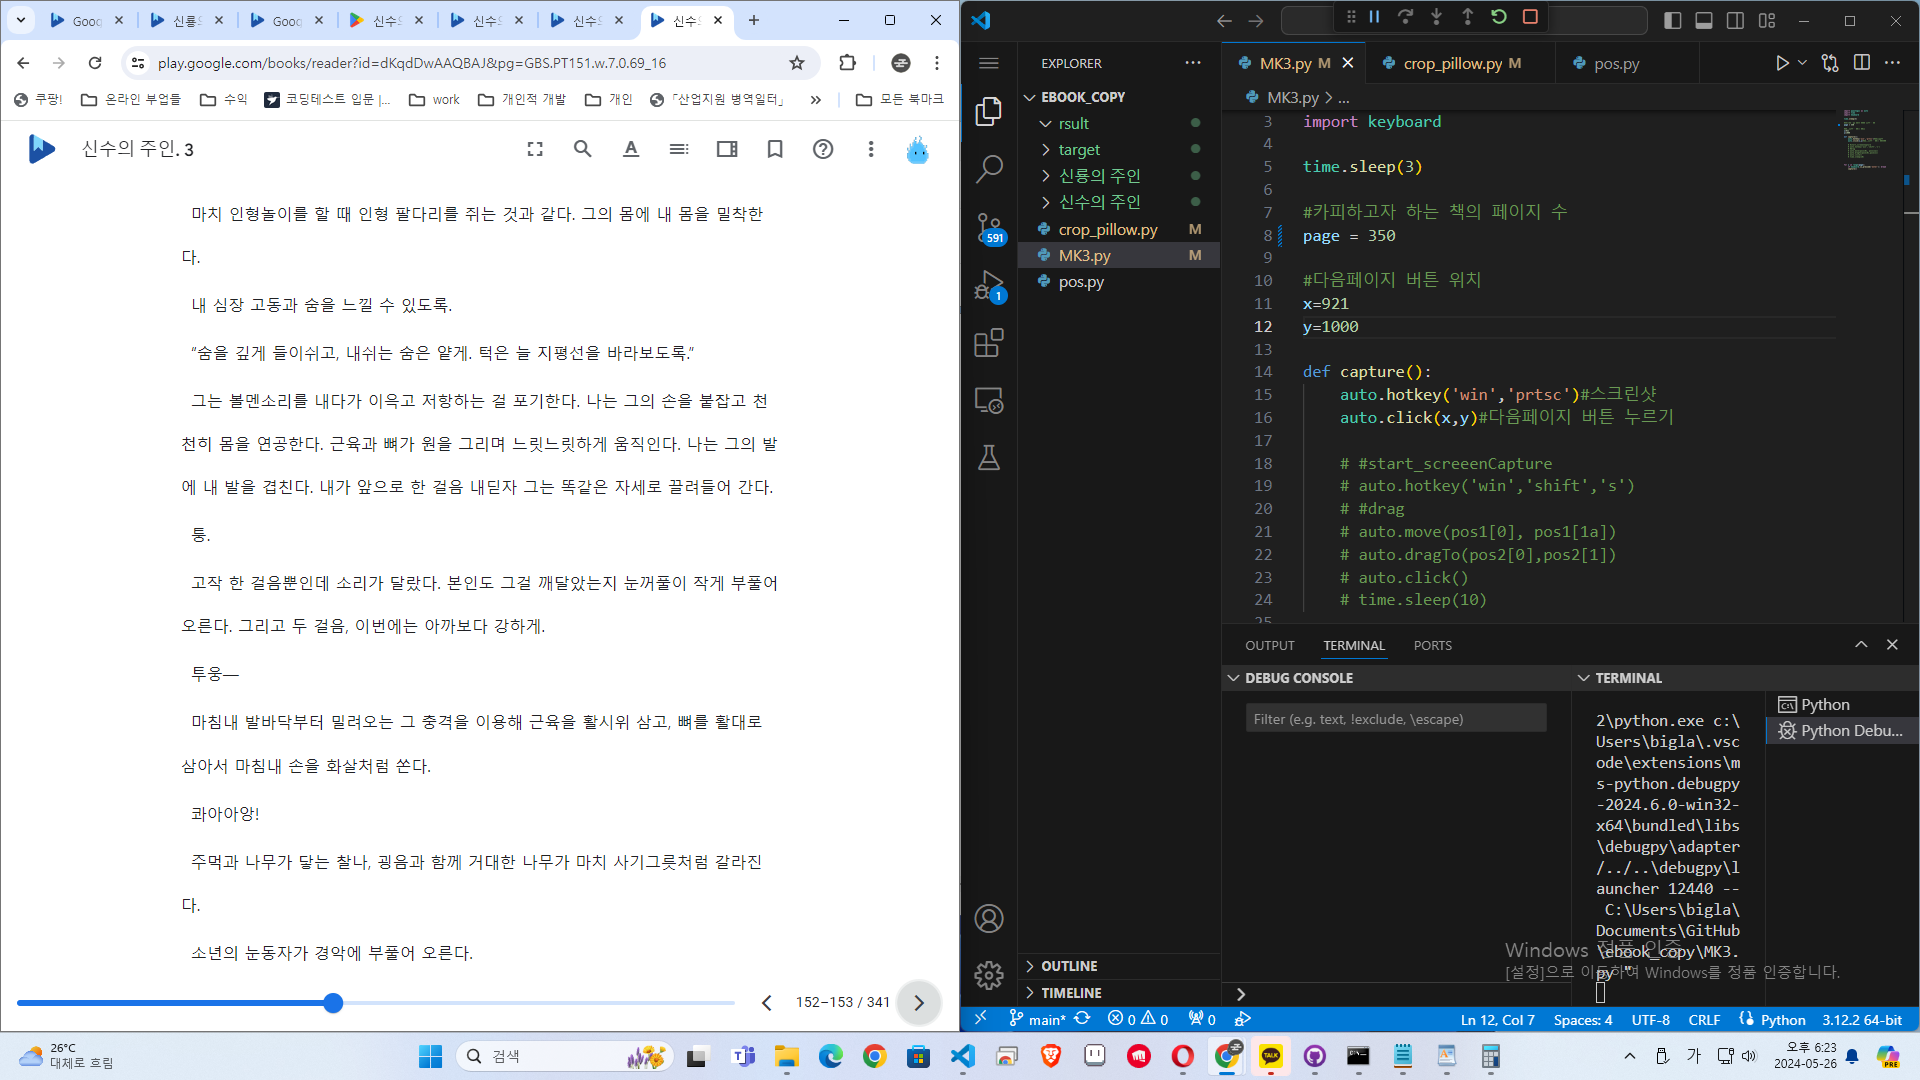 Goog
신룡으
Goog
신수으
신수으
신수으
신수으
play.google.com/books/reader?id=dKqdDwAAQBAJ&pg=GBS.PT151.w.7.0.69_16
쿠팡!
온라인 부업들
수익
코딩테스트 입문 |...
work
개인적 개발
개인
「산업지원 병역일터」
»
모든 북마크
신수의 주인. 3
마치 인형놀이를 할 때 인형 팔다리를 쥐는 것과 같다. 그의 몸에 내 몸을 밀착한
다.
내 심장 고동과 숨을 느낄 수 있도록.
“숨을 깊게 들이쉬고, 내쉬는 숨은 얕게. 턱은 늘 지평선을 바라보도록.”
그는 볼멘소리를 내다가 이윽고 저항하는 걸 포기한다. 나는 그의 손을 붙잡고 천
천히 몸을 연공한다. 근육과 뼈가 원을 그리며 느릿느릿하게 움직인다. 나는 그의 발
에 내 발을 겹친다. 내가 앞으로 한 걸음 내딛자 그는 똑같은 자세로 끌려들어 간다.
퉁.
고작 한 걸음뿐인데 소리가 달랐다. 본인도 그걸 깨달았는지 눈꺼풀이 작게 부풀어
오른다. 그리고 두 걸음, 이번에는 아까보다 강하게.
투웅—
마침내 발바닥부터 밀려오는 그 충격을 이용해 근육을 활시위 삼고, 뼈를 활대로
삼아서 마침내 손을 화살처럼 쏜다.
콰아아앙!
주먹과 나무가 닿는 찰나, 굉음과 함께 거대한 나무가 마치 사기그릇처럼 갈라진
다.
소년의 눈동자가 경악에 부풀어 오른다.
152–153 / 341
EXPLORER
EBOOK_COPY
rsult
target
신룡의 주인
신수의 주인
crop_pillow.py M
MK3.py M
pos.py
591
1
OUTLINE
TIMELINE
MK3.py M
crop_pillow.py M
pos.py
MK3.py > ...
3 import keyboard
4
5 time.sleep(3)
6
7 #카피하고자 하는 책의 페이지 수
8 page = 350
9
10 #다음페이지 버튼 위치
11 x=921
12 y=1000
13
14 def capture():
15 auto.hotkey('win','prtsc')#스크린샷
16 auto.click(x,y)#다음페이지 버튼 누르기
17
18 # #start_screeenCapture
19 # auto.hotkey('win','shift','s')
20 # #drag
21 # auto.move(pos1[0], pos1[1a])
22 # auto.dragTo(pos2[0],pos2[1])
23 # auto.click()
24 # time.sleep(10)
25
OUTPUT
TERMINAL
PORTS
DEBUG CONSOLE
Filter (e.g. text, !exclude, \escape)
TERMINAL
2\python.exe c:\
Users\bigla\.vsc
ode\extensions\m
s-python.debugpy
-2024.6.0-win32-
x64\bundled\libs
\debugpy\adapter
/../..\debugpy\l
auncher 12440 --
C:\Users\bigla\
Documents\GitHub
\ebook_copy\MK3.
py "
Python
Python Debu...
Windows 정품 인증
[설정]으로 이동하여 Windows를 정품 인증합니다.
main*
0
0
0
Ln 12, Col 7
Spaces: 4
UTF-8
CRLF
Python
3.12.2 64-bit
26°C
대체로 흐림
검색
TALK
가
오후 6:23
2024-05-26
PRE